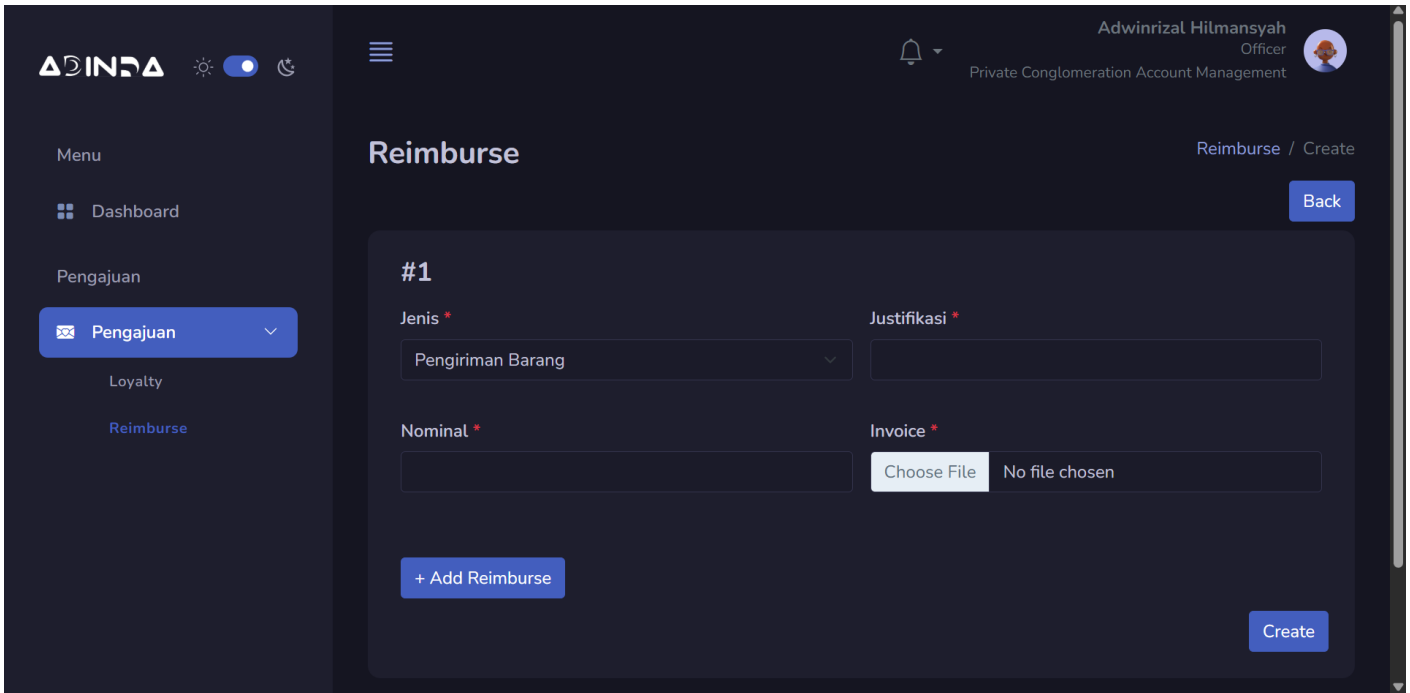 ADINDA
Menu
Dashboard
Pengajuan
Pengajuan
Loyalty
Reimburse
Adwinrizal Hilmansyah
Officer
Private Conglomeration Account Management
Reimburse
Reimburse / Create
Back
#1
Jenis *
Justifikasi *
Pengiriman Barang
Nominal *
Invoice *
Choose File No file chosen
+ Add Reimburse
Create